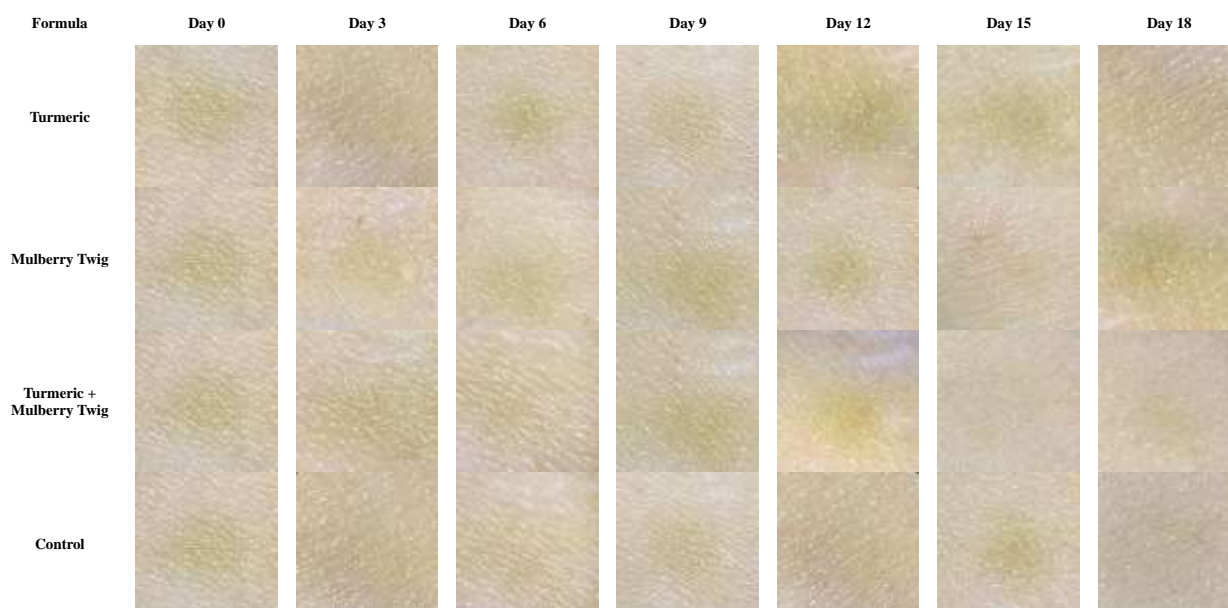 Formula Day 0 Day 3 Day 6 Day 9 Day 12 Day 15 Day 18
Turmeric
Mulberry Twig
Turmeric +
Mulberry Twig
Control